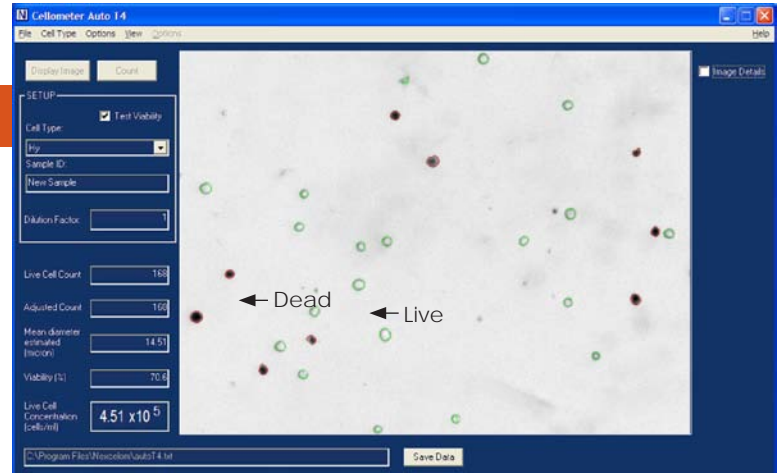 Cellometer Auto T4
File Cell Type Options View Options Help
Display Image Count
Image Details
SETUP
Test Viability
Cell Type:
Hy
Sample ID:
New Sample
Dilution Factor: 1
Live Cell Count 168
Adjusted Count 168
Mean diameter
estimated 14.51
(micron)
Viability (%) 70.6
Live Cell
Concentration 4.51 x10 5
(cells/ml)
Dead
Live
C:\Program Files\Nexcelom\autoT4.txt Save Data